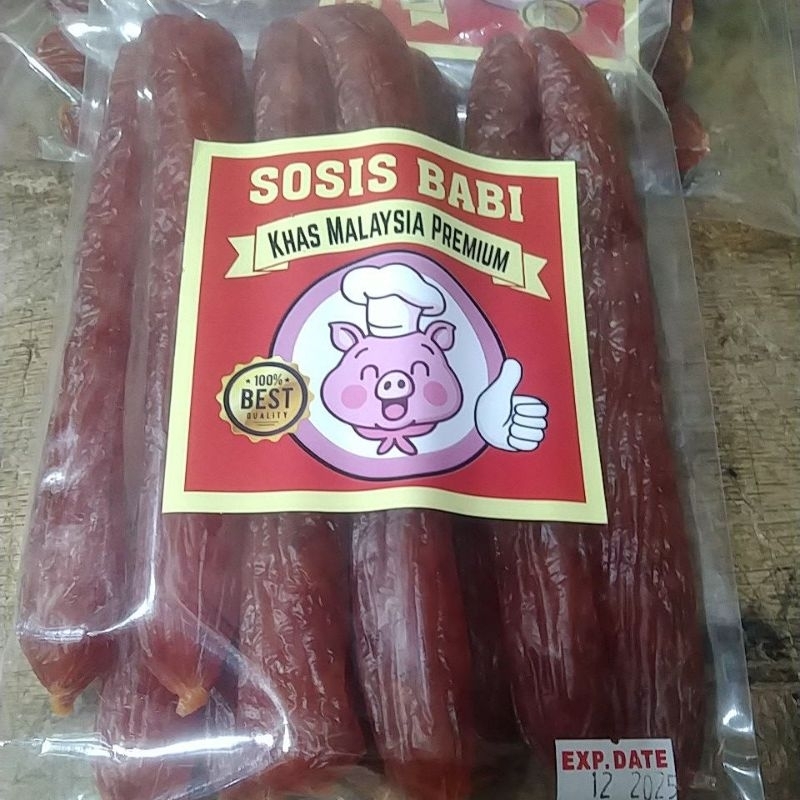 SOSIS BABI
KHAS MALAYSIA PREMIUM
100%
BEST
QUALITY
EXP.DATE
12 2025